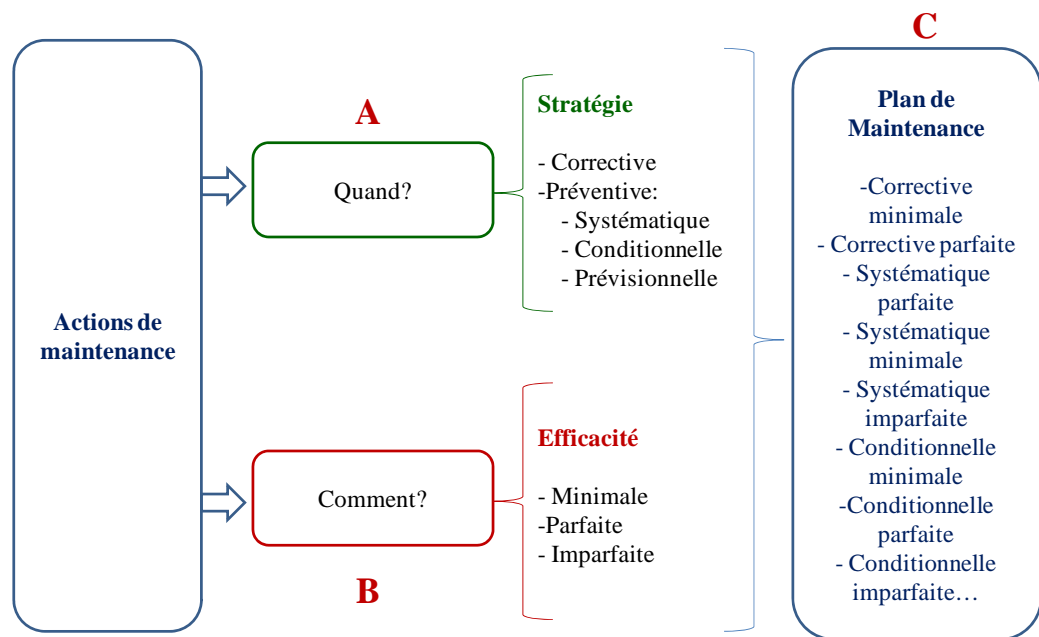 Actions de
maintenance
A
Quand?
Stratégie
- Corrective
-Préventive:
- Systématique
- Conditionnelle
- Prévisionnelle
Comment?
B
Efficacité
- Minimale
-Parfaite
- Imparfaite
C
Plan de
Maintenance
-Corrective
minimale
- Corrective parfaite
- Systématique
parfaite
- Systématique
minimale
- Systématique
imparfaite
- Conditionnelle
minimale
-Conditionnelle
parfaite
- Conditionnelle
imparfaite…